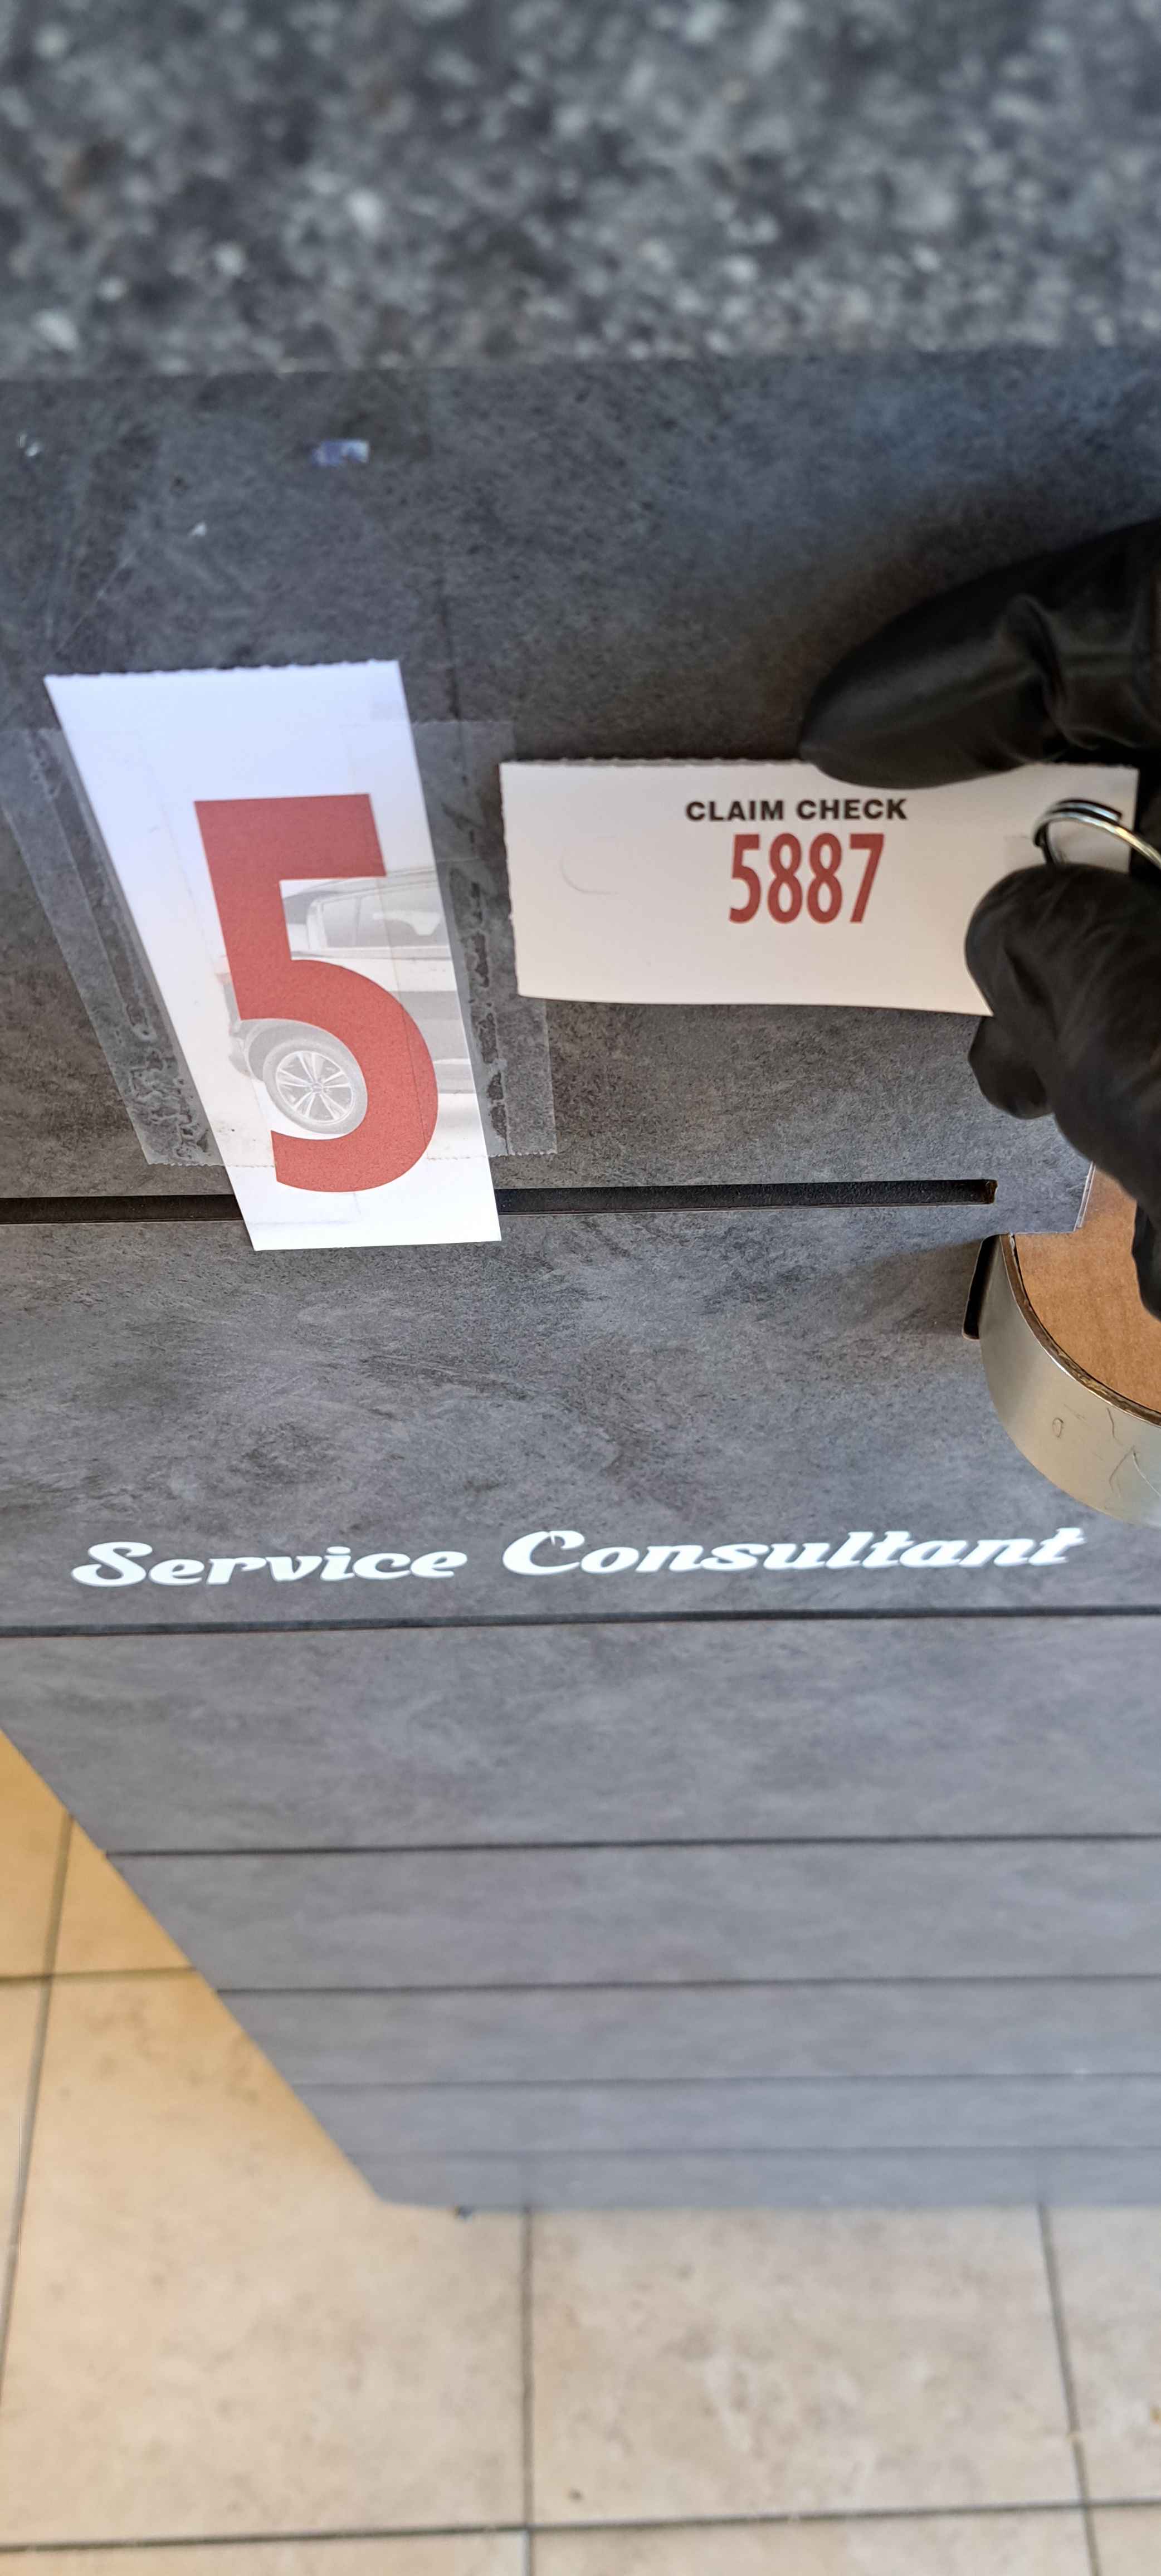 5
CLAIM CHECK
5887
Service Consultant